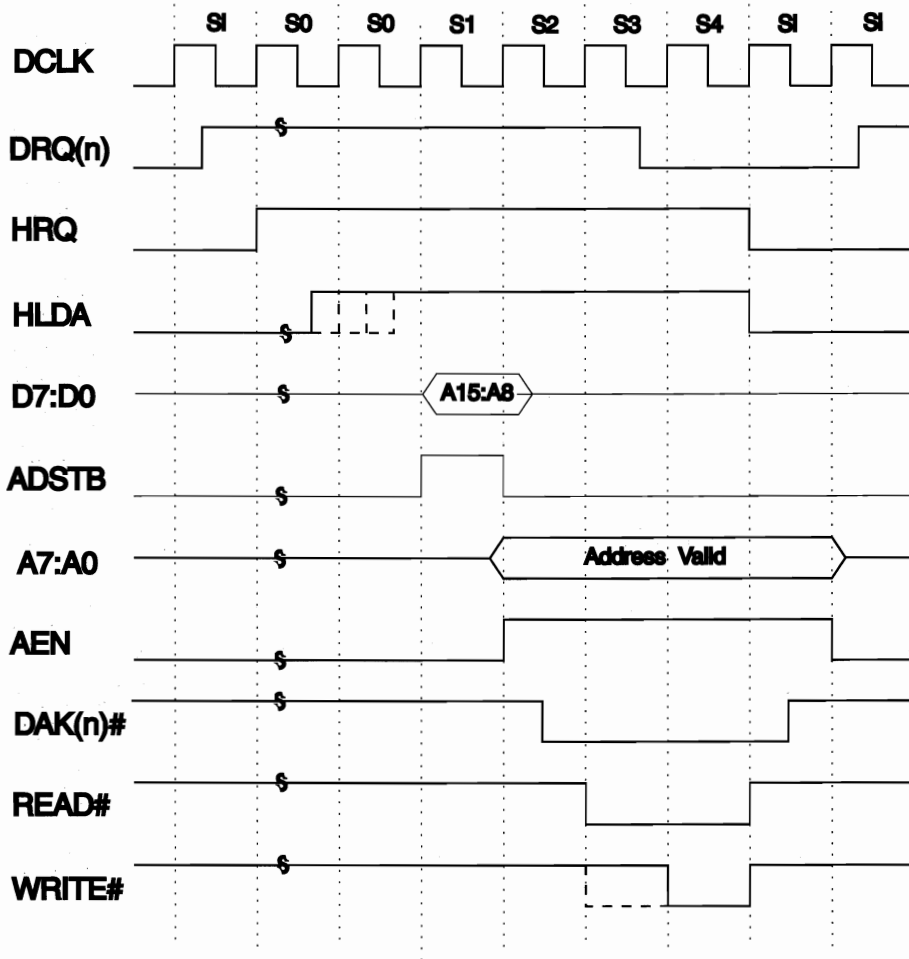 SI S0 S0 S1 S2 S3 S4 SI SI
DCLK
DRQ(n)
HRQ
HLDA
D7:D0 A15:A8
ADSTB
A7:A0 Address Valid
AEN
DAK(n)#
READ#
WRITE#